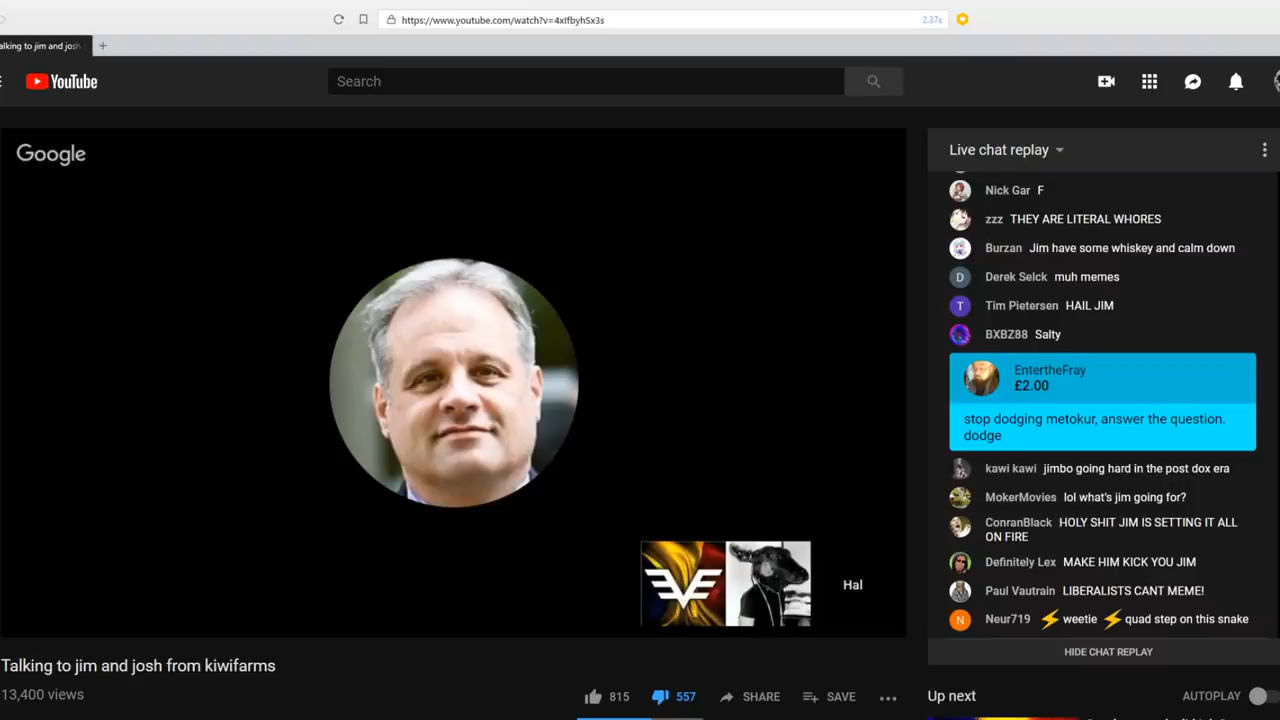 https://www.youtube.com/watch?v=4xIfbyhSx3s
2.37s
alking to jim and josh
YouTube
Search
Google
Live chat replay
Nick Gar F
zzz THEY ARE LITERAL WHORES
Burzan Jim have some whiskey and calm down
D Derek Selck muh memes
T Tim Pietersen HAIL JIM
BXBZ88 Salty
EntertheFray
£2.00
stop dodging metokur, answer the question.
dodge
kawi kawi jimbo going hard in the post dox era
MokerMovies lol what's jim going for?
ConranBlack HOLY SHIT JIM IS SETTING IT ALL
ON FIRE
Definitely Lex MAKE HIM KICK YOU JIM
Paul Vautrain LIBERALISTS CANT MEME!
N Neur719 ⚡weetie ⚡quad step on this snake
HIDE CHAT REPLAY
Hal
Talking to jim and josh from kiwifarms
13,400 views
815
557
SHARE
SAVE
Up next
AUTOPLAY